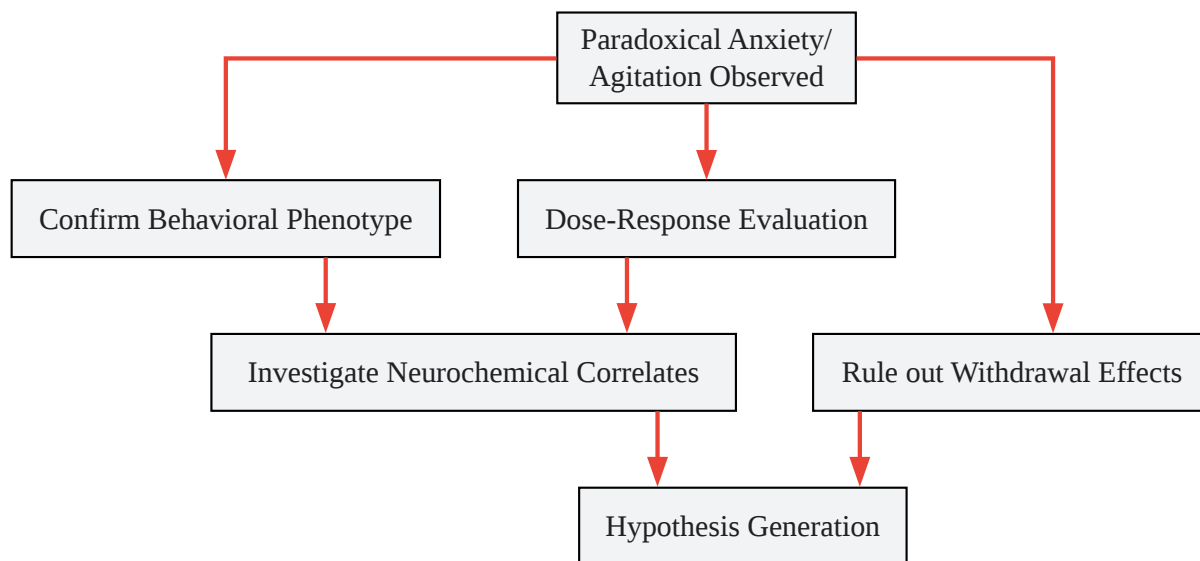 Paradoxical Anxiety/
Agitation Observed
Confirm Behavioral Phenotype
Dose-Response Evaluation
Investigate Neurochemical Correlates
Rule out Withdrawal Effects
Hypothesis Generation